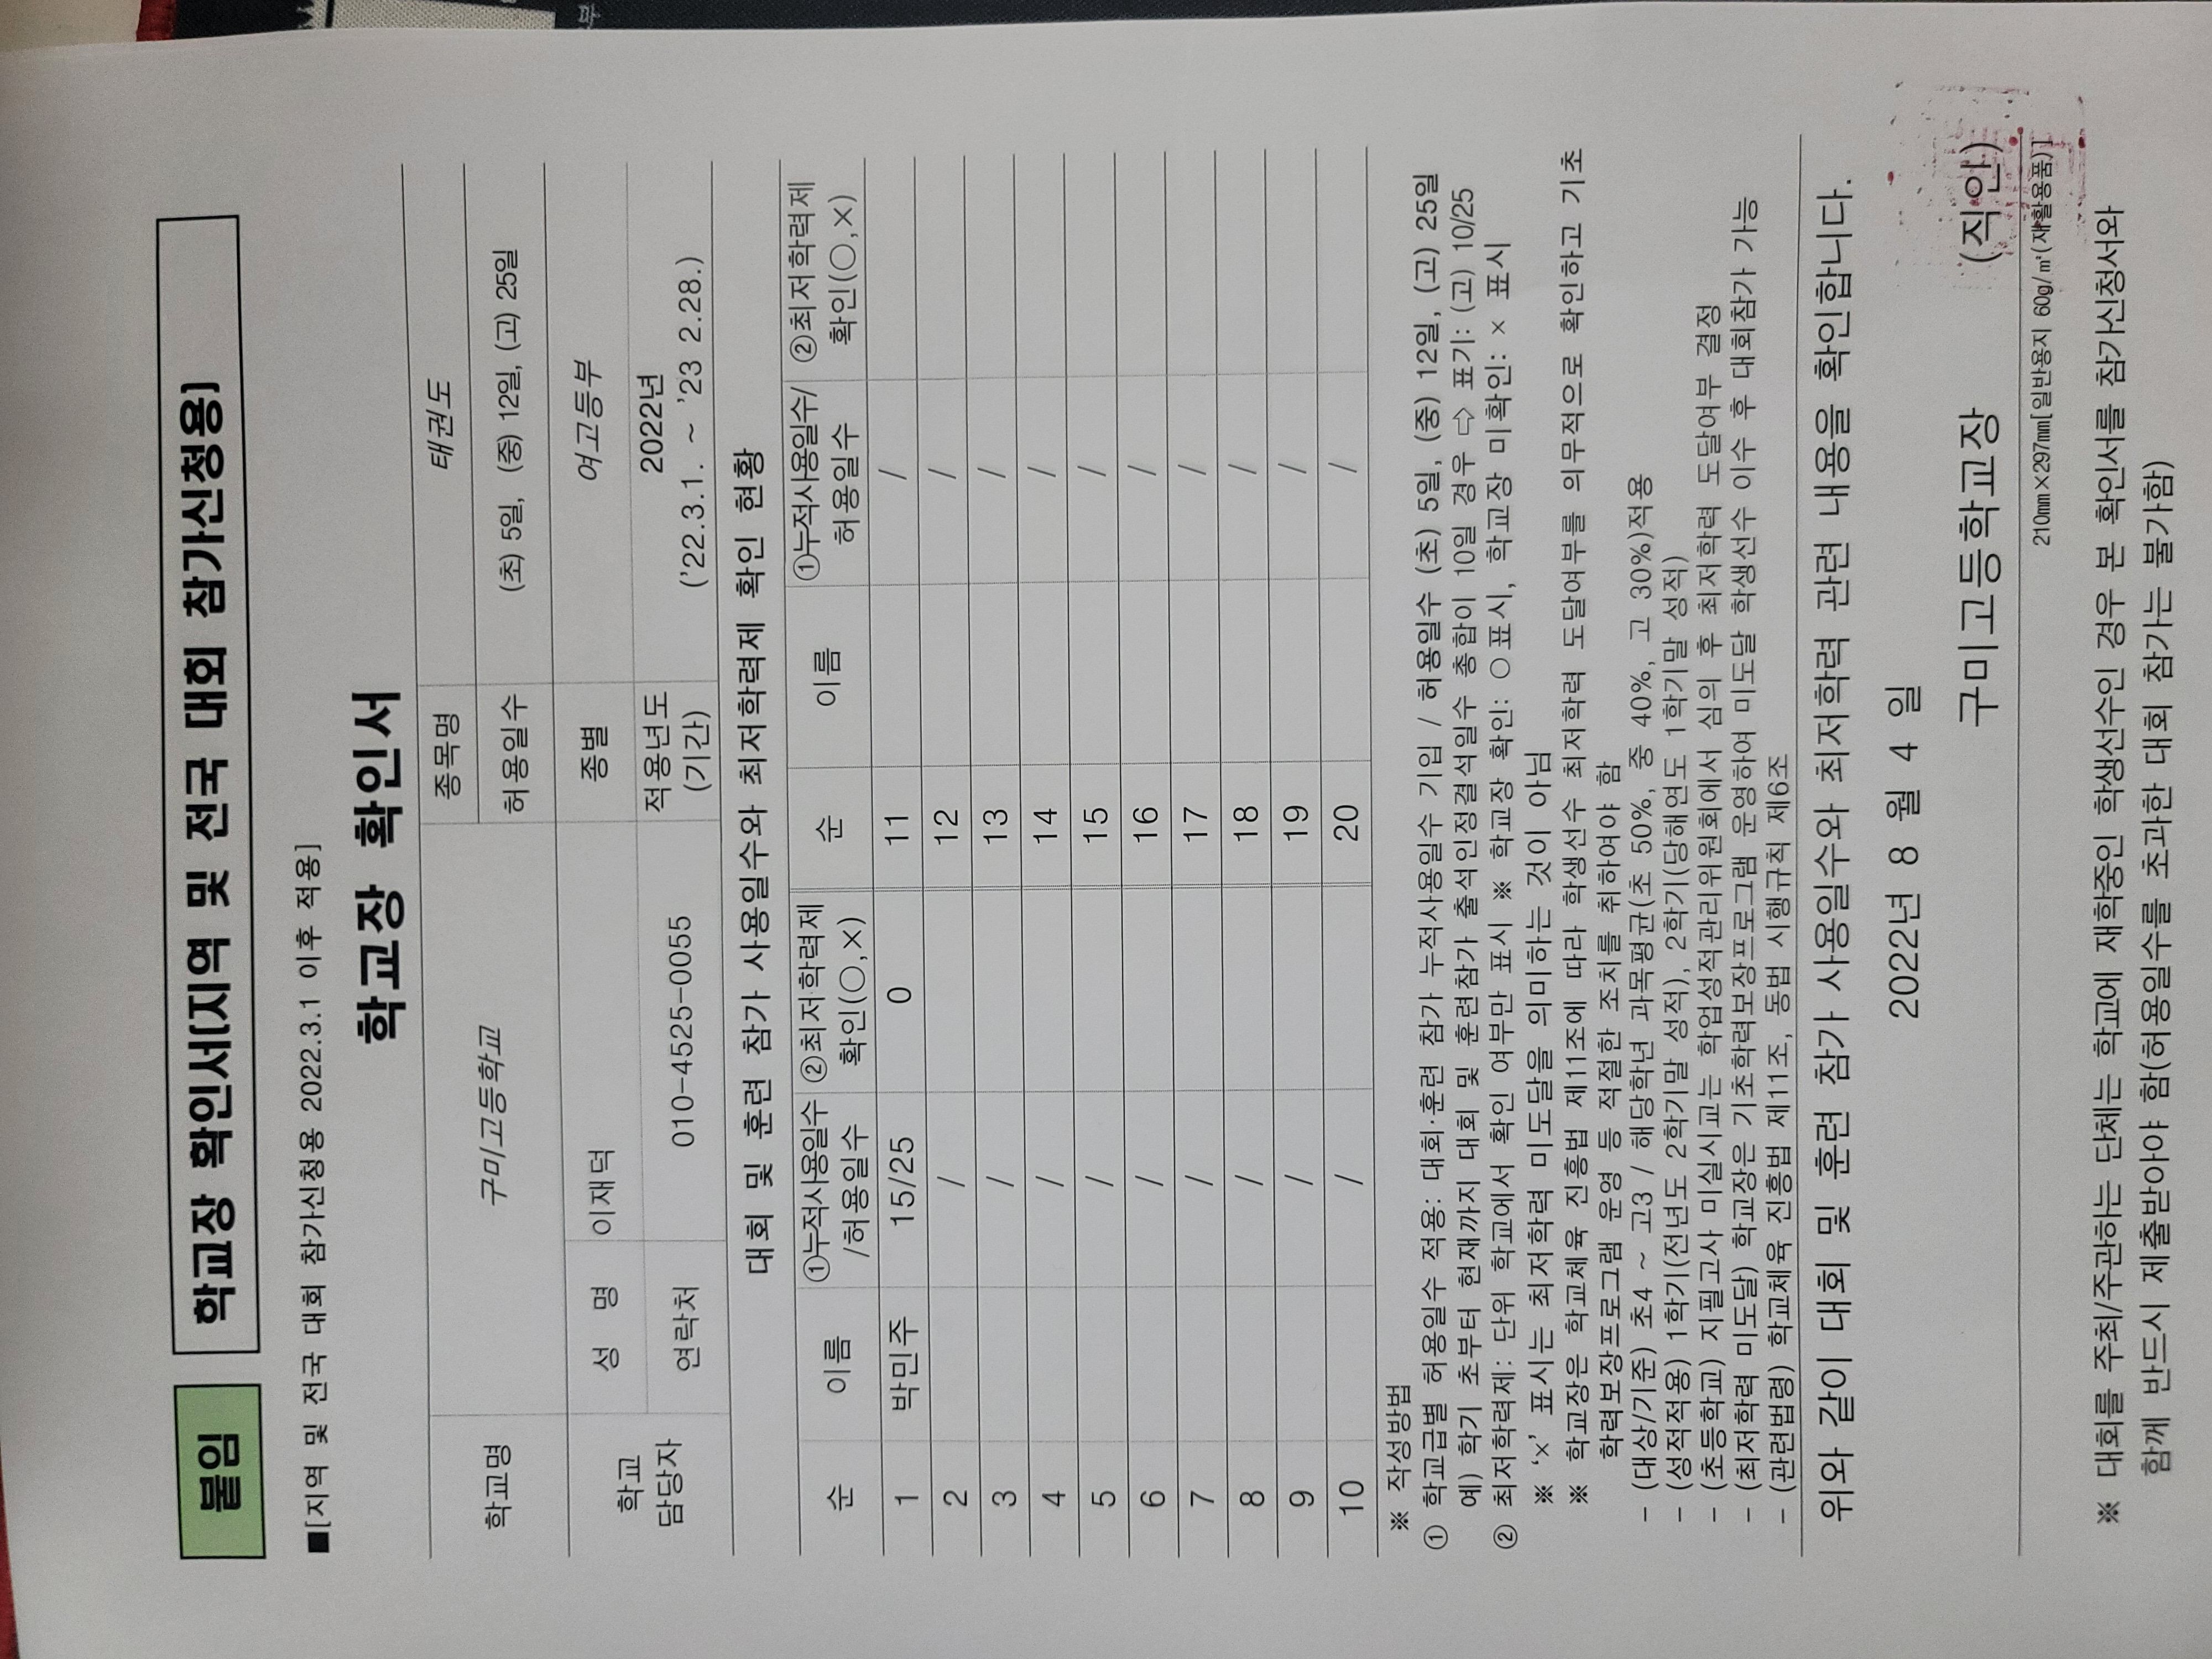 붙임 학교장 확인서(지역 및 전국 대회 참가신청용)
■[지역 및 전국 대회 참가신청용 2022.3.1 이후 적용]
학교장 확인서
학교명 구미고등학교 종목명 태권도
허용일수 (초) 5일, (중) 12일, (고) 25일
학교 담당자 성 명 이재덕 종별 여고등부
연락처 010-4525-0055 적용년도 (기간) 2022년 ('22.3.1. ~ '23 2.28.)
대회 및 훈련 참가 사용일수와 최저학력제 확인 현황
순 이름 ①누적사용일수/허용일수 ②최저학력제 확인(○,×) 순 이름 ①누적사용일수/허용일수 ②최저학력제 확인(○,×)
1 박민주 15/25 0 11 /
2 / 12 /
3 / 13 /
4 / 14 /
5 / 15 /
6 / 16 /
7 / 17 /
8 / 18 /
9 / 19 /
10 / 20 /
※ 작성방법
① 학교급별 허용일수 적용: 대회·훈련 참가 누적사용일수 기입 / 허용일수 (초) 5일, (중) 12일, (고) 25일
예) 학기 초부터 현재까지 대회 및 훈련참가 출석인정결석일수 총합이 10일 경우 ⇨ 표기: (고) 10/25
② 최저학력제: 단위 학교에서 확인 여부만 표시 ※ 학교장 확인: ○표시, 학교장 미확인: × 표시
※ '×' 표시는 최저학력 미도달을 의미하는 것이 아님
※ 학교장은 학교체육 진흥법 제11조에 따라 학생선수 최저학력 도달여부를 의무적으로 확인하고 기초
학력보장프로그램 운영 등 적절한 조치를 취하여야 함
- (대상/기준) 초4 ~ 고3 / 해당학년 과목평균(초 50%, 중 40%, 고 30%)적용
- (성적적용) 1학기(전년도 2학기말 성적), 2학기(당해연도 1학기말 성적)
- (초등학교) 지필고사 미실시교는 학업성적관리위원회에서 심의 후 최저학력 도달여부 결정
- (최저학력 미도달) 학교장은 기초학력보장프로그램 운영하여 미도달 학생선수 이수 후 대회참가 가능
- (관련법령) 학교체육 진흥법 제11조, 동법 시행규칙 제6조
위와 같이 대회 및 훈련 참가 사용일수와 최저학력 관련 내용을 확인합니다.
2022년 8 월 4 일
구미고등학교장 (직인)
210mm×297mm[일반용지 60g/㎡(재활용품)]
※ 대회를 주최/주관하는 단체는 학교에 재학중인 학생선수인 경우 본 확인서를 참가신청서와
함께 반드시 제출받아야 함(허용일수를 초과한 대회 참가는 불가함)